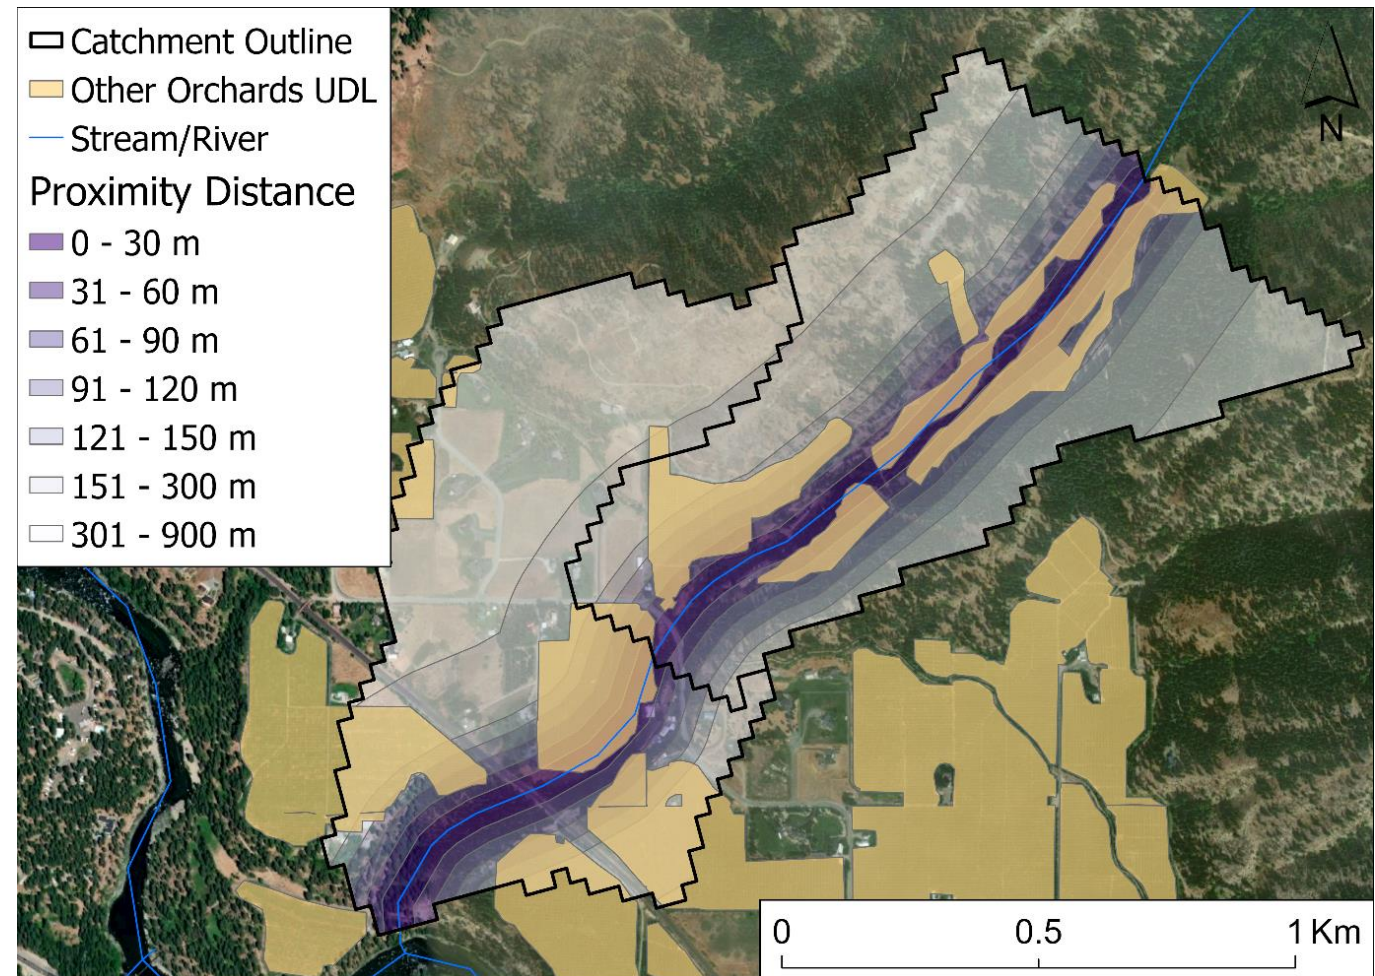 Catchment Outline
Other Orchards UDL
Stream/River
Proximity Distance
0 - 30 m
31 - 60 m
61 - 90 m
91 - 120 m
121 - 150 m
151 - 300 m
301 - 900 m
N
0 0.5 1 Km